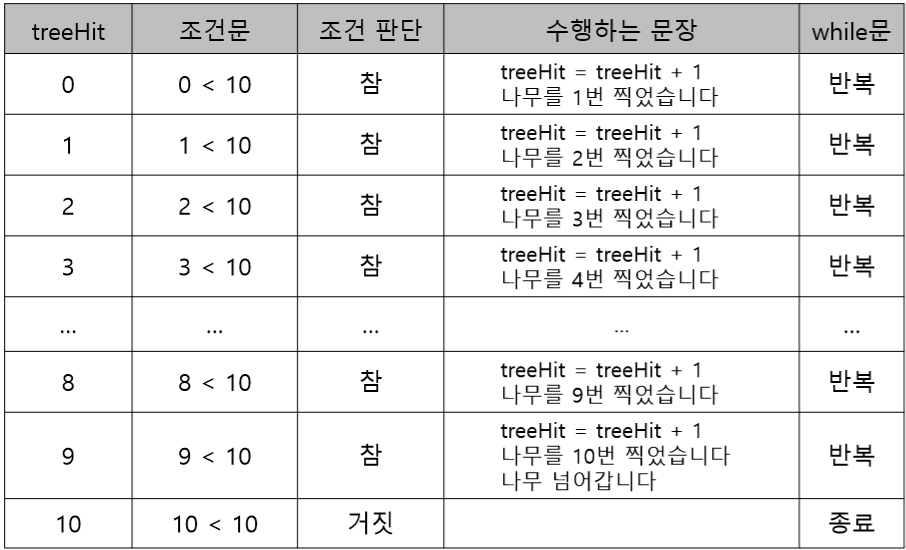 treeHit 조건문 조건 판단 수행하는 문장 while문
0 0 < 10 참 treeHit = treeHit + 1 반복
나무를 1번 찍었습니다
1 1 < 10 참 treeHit = treeHit + 1 반복
나무를 2번 찍었습니다
2 2 < 10 참 treeHit = treeHit + 1 반복
나무를 3번 찍었습니다
3 3 < 10 참 treeHit = treeHit + 1 반복
나무를 4번 찍었습니다
... ... ... ... ...
8 8 < 10 참 treeHit = treeHit + 1 반복
나무를 9번 찍었습니다
9 9 < 10 참 treeHit = treeHit + 1 반복
나무를 10번 찍었습니다
나무 넘어갑니다
10 10 < 10 거짓 종료